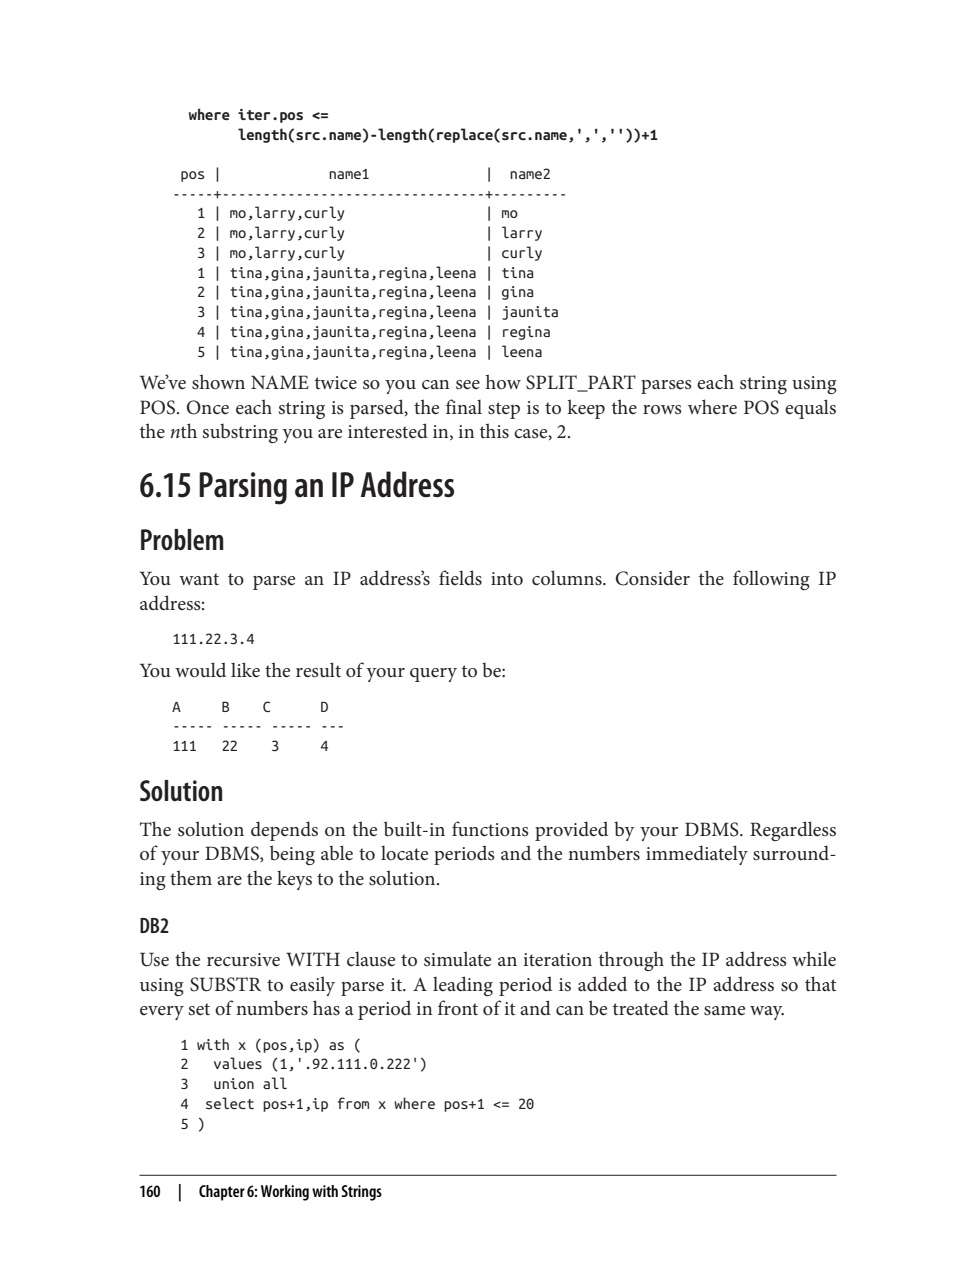 where iter.pos <=
length(src.name)-length(replace(src.name,',',''))+1
pos | name1 | name2
-----+--------------------------------+---------
1 | mo,larry,curly | mo
2 | mo,larry,curly | larry
3 | mo,larry,curly | curly
1 | tina,gina,jaunita,regina,leena | tina
2 | tina,gina,jaunita,regina,leena | gina
3 | tina,gina,jaunita,regina,leena | jaunita
4 | tina,gina,jaunita,regina,leena | regina
5 | tina,gina,jaunita,regina,leena | leena
We’ve shown NAME twice so you can see how SPLIT_PART parses each string using
POS. Once each string is parsed, the final step is to keep the rows where POS equals
the nth substring you are interested in, in this case, 2.
6.15 Parsing an IP Address
Problem
You want to parse an IP address’s fields into columns. Consider the following IP
address:
111.22.3.4
You would like the result of your query to be:
A B C D
----- ----- ----- ---
111 22 3 4
Solution
The solution depends on the built-in functions provided by your DBMS. Regardless
of your DBMS, being able to locate periods and the numbers immediately surround-
ing them are the keys to the solution.
DB2
Use the recursive WITH clause to simulate an iteration through the IP address while
using SUBSTR to easily parse it. A leading period is added to the IP address so that
every set of numbers has a period in front of it and can be treated the same way.
1 with x (pos,ip) as (
2 values (1,'.92.111.0.222')
3 union all
4 select pos+1,ip from x where pos+1 <= 20
5 )
160 | Chapter 6: Working with Strings